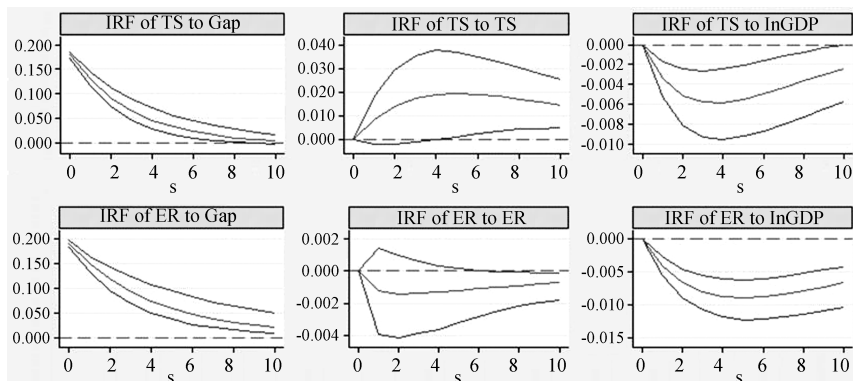 IRF of TS to Gap
0.200
0.150
0.100
0.050
0.000
0 2 4 6 8 10
s
IRF of TS to TS
0.040
0.030
0.020
0.010
0.000
0 2 4 6 8 10
s
IRF of TS to InGDP
0.000
-0.002
-0.004
-0.006
-0.008
-0.010
0 2 4 6 8 10
s
IRF of ER to Gap
0.200
0.150
0.100
0.050
0.000
0 2 4 6 8 10
s
IRF of ER to ER
0.002
0.000
-0.002
-0.004
0 2 4 6 8 10
s
IRF of ER to InGDP
0.000
-0.005
-0.010
-0.015
0 2 4 6 8 10
s